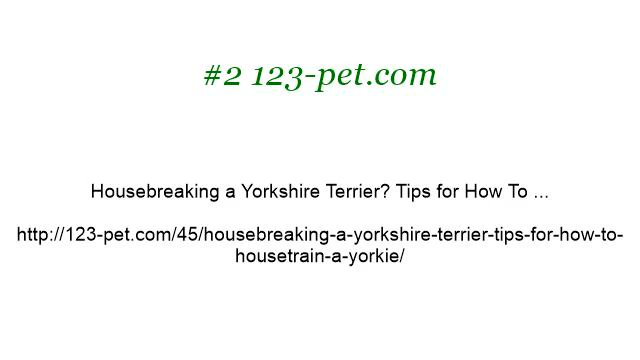 #2 123-pet.com
Housebreaking a Yorkshire Terrier? Tips for How To ...
http://123-pet.com/45/housebreaking-a-yorkshire-terrier-tips-for-how-to-
housetrain-a-yorkie/